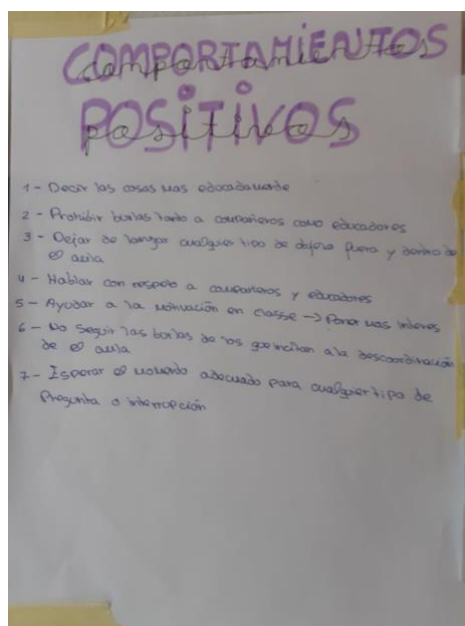 COMPORTAMIENTOS
comportamientos
POSITIVOS
positivos
1 - Decir las cosas mas educadamente
2 - Prohibir burlas tanto a compañeros como educadores
3 - Dejar de lanzar cualquier tipo de objeto fuera y dentro de
el aula
4 - Hablar con respeto a compañeros y educadores
5 - Ayudar a la motivación en classe → Poner mas interes
6 - No seguir las burlas de los que incitan a la descoordinación
de el aula
7 - Esperar el momento adecuado para cualquier tipo de
Pregunta o interrupción